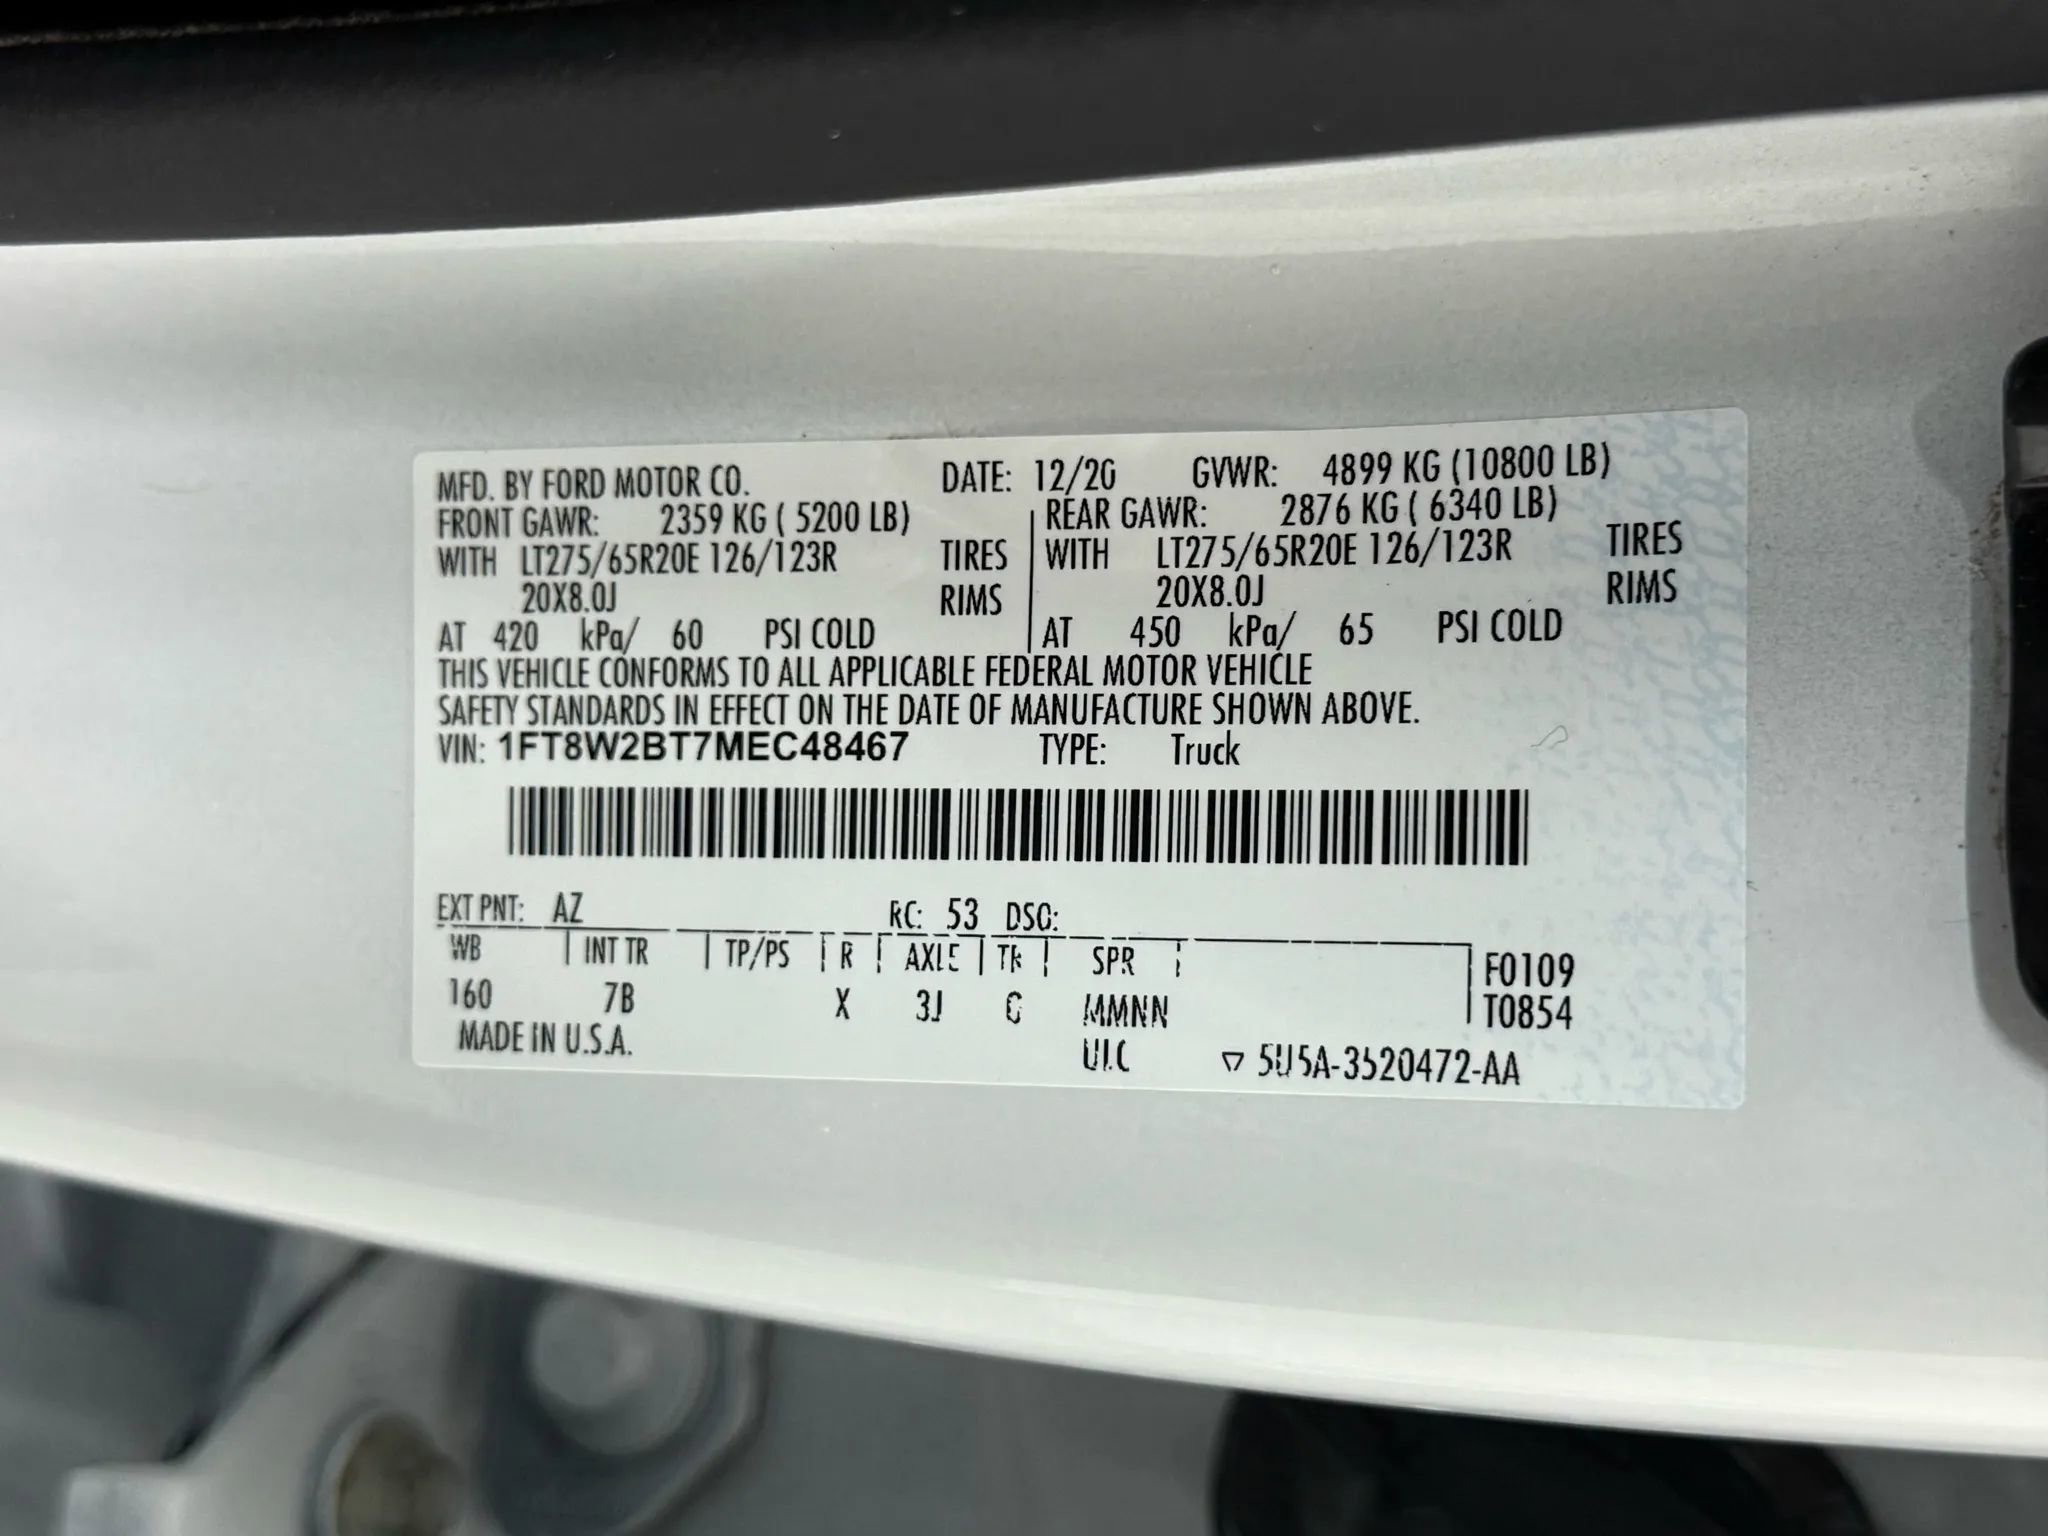 MFD. BY FORD MOTOR CO. DATE: 12/20 GVWR: 4899 KG (10800 LB)
FRONT GAWR: 2359 KG ( 5200 LB) REAR GAWR: 2876 KG ( 6340 LB)
WITH LT275/65R20E 126/123R TIRES WITH LT275/65R20E 126/123R TIRES
20X8.0J RIMS 20X8.0J RIMS
AT 420 kPa/ 60 PSI COLD AT 450 kPa/ 65 PSI COLD
THIS VEHICLE CONFORMS TO ALL APPLICABLE FEDERAL MOTOR VEHICLE
SAFETY STANDARDS IN EFFECT ON THE DATE OF MANUFACTURE SHOWN ABOVE.
VIN: 1FT8W2BT7MEC48467 TYPE: Truck
EXT PNT: AZ RC: 53 DSO:
WB INT TR TP/PS R AXLE TR SPR F0109
160 7B X 3J G MMNN T0854
MADE IN U.S.A. 5U5A-3520472-AA